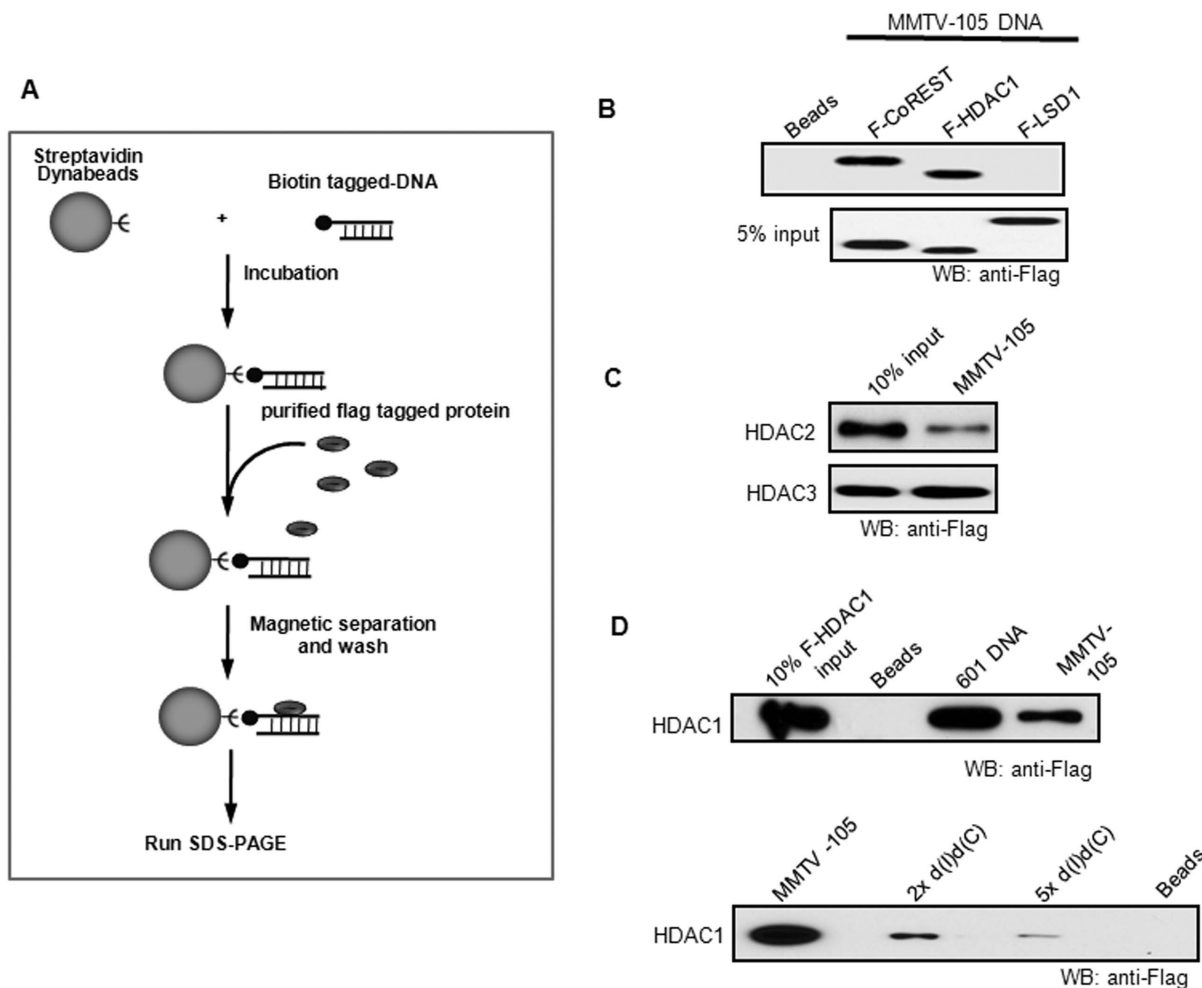 A
Streptavidin
Dynabeads
Biotin tagged-DNA
+
Incubation
purified flag tagged protein
Magnetic separation
and wash
Run SDS-PAGE
MMTV-105 DNA
B
Beads
F-CoREST
F-HDAC1
F-LSD1
5% input
WB: anti-Flag
C
10% input
MMTV-105
HDAC2
HDAC3
WB: anti-Flag
D
10% F-HDAC1
input
Beads
601 DNA
MMTV-
105
HDAC1
WB: anti-Flag
MMTV -105
2x d(I)d(C)
5x d(I)d(C)
Beads
HDAC1
WB: anti-Flag